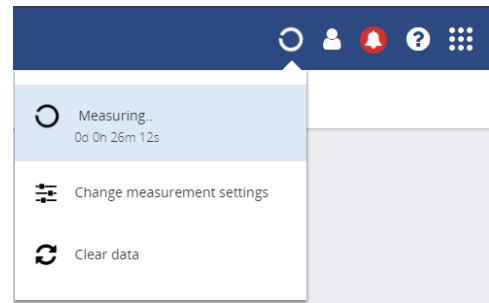 Measuring..
0d 0h 26m 12s
Change measurement settings
Clear data